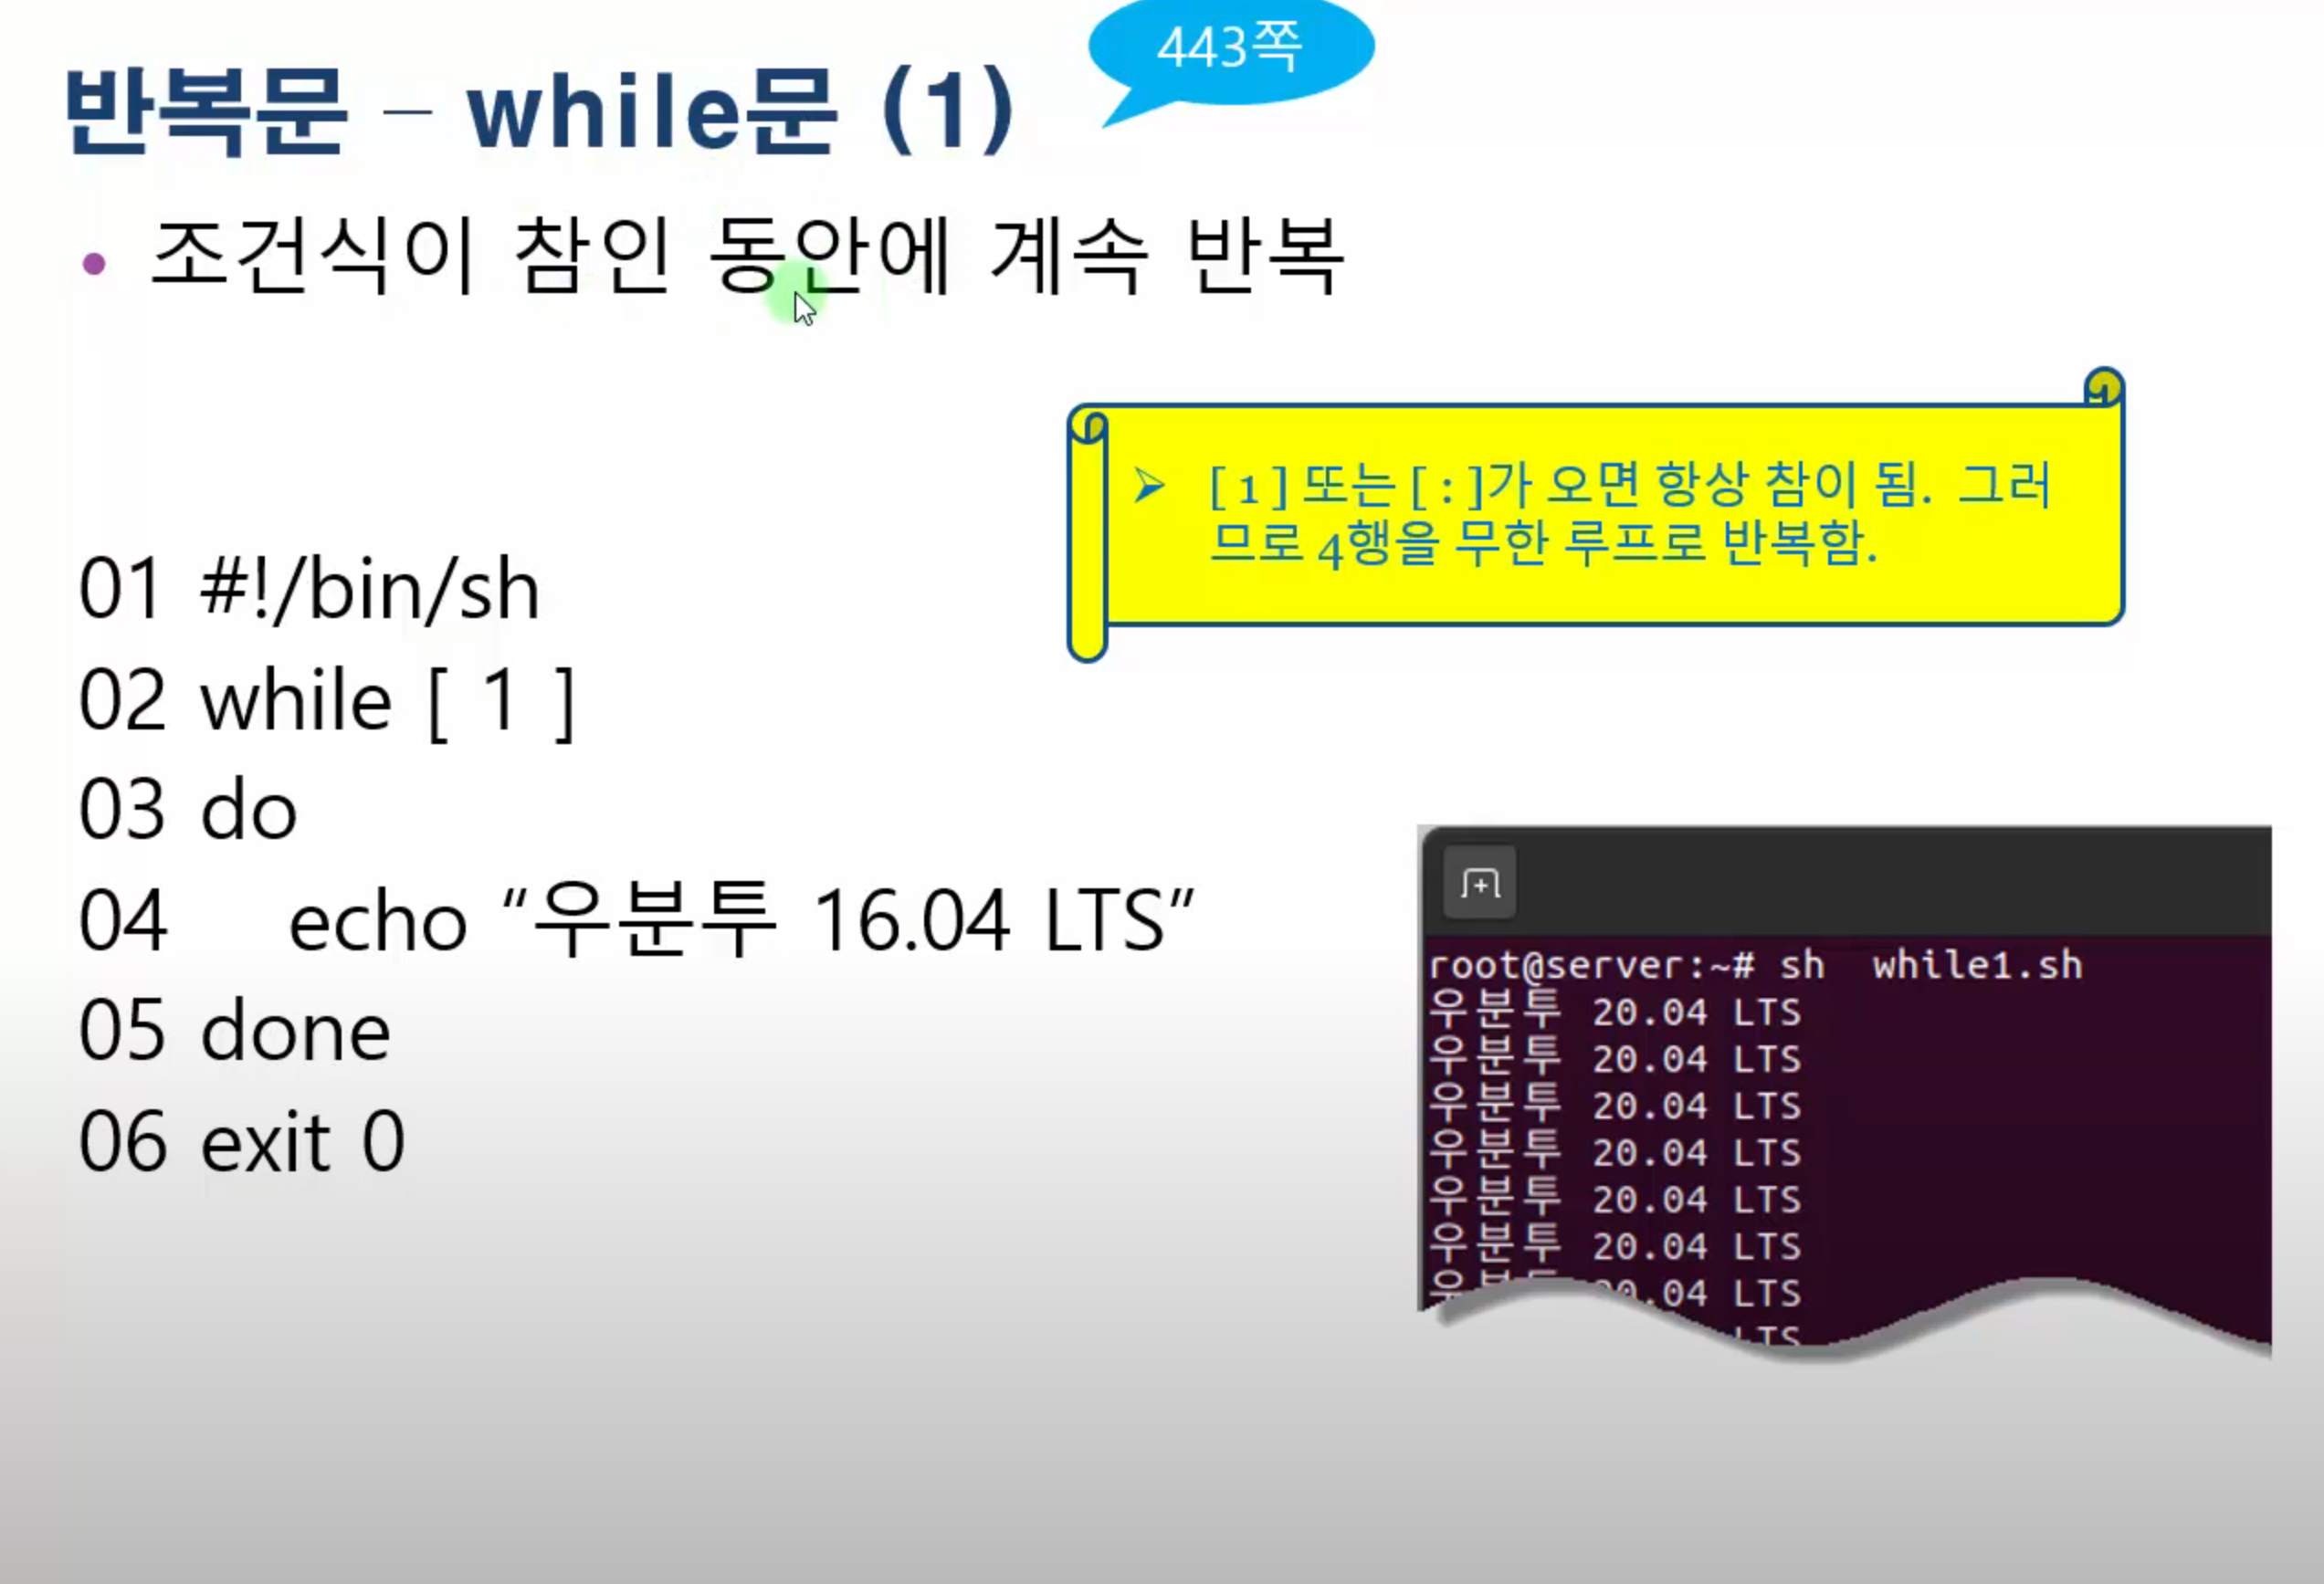 반복문 – while문 (1)
443쪽
• 조건식이 참인 동안에 계속 반복
➢ [ 1 ] 또는 [ : ]가 오면 항상 참이 됨. 그러
므로 4행을 무한 루프로 반복함.
01 #!/bin/sh
02 while [ 1 ]
03 do
04 echo “우분투 16.04 LTS”
05 done
06 exit 0
root@server:~# sh while1.sh
우분투 20.04 LTS
우분투 20.04 LTS
우분투 20.04 LTS
우분투 20.04 LTS
우분투 20.04 LTS
우분투 20.04 LTS
20.04 LTS
LTS